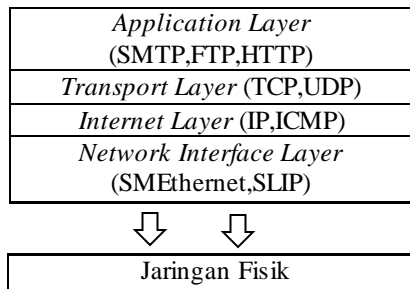 Application Layer
(SMTP,FTP,HTTP)
Transport Layer (TCP,UDP)
Internet Layer (IP,ICMP)
Network Interface Layer
(SMEthernet,SLIP)
Jaringan Fisik